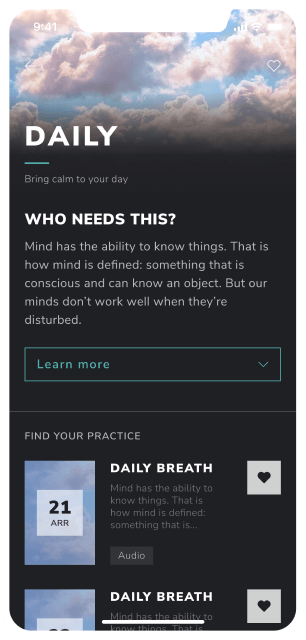 9:41
DAILY
Bring calm to your day
WHO NEEDS THIS?
Mind has the ability to know things. That is
how mind is defined: something that is
conscious and can know an object. But our
minds don't work well when they're
disturbed.
Learn more
FIND YOUR PRACTICE
21
ARR
DAILY BREATH
Mind has the ability to
know things. That is
how mind is defined:
something that is...
Audio
DAILY BREATH
Mind has the ability to
know things. That is